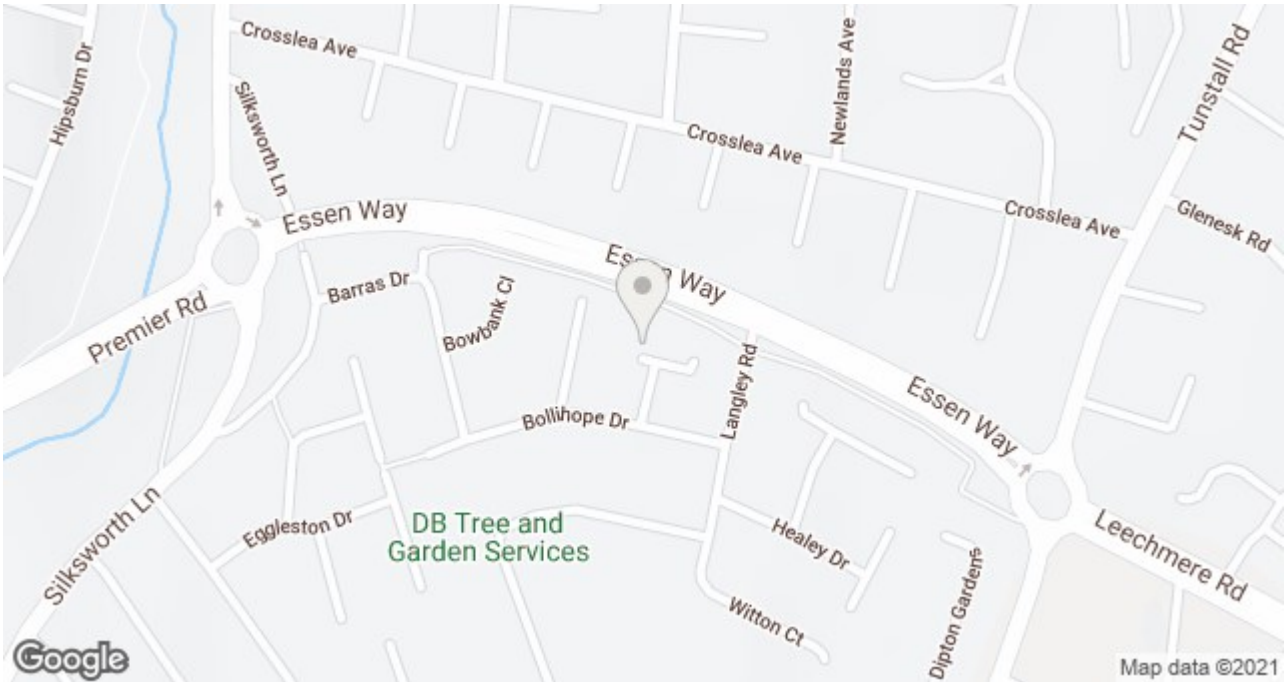 Crosslea Ave
Hipsburn Dr
Silksworth Ln
Newlands Ave
Tunstall Rd
Crosslea Ave
Essen Way
Crosslea Ave
Glenesk Rd
Essen Way
Barras Dr
Bowbank Cl
Premier Rd
Langley Rd
Essen Way
Bollihope Dr
Silksworth Ln
Eggleston Dr
DB Tree and
Garden Services
Healey Dr
Leechmere Rd
Witton Ct
Dipton Gardens
Google
Map data ©2021